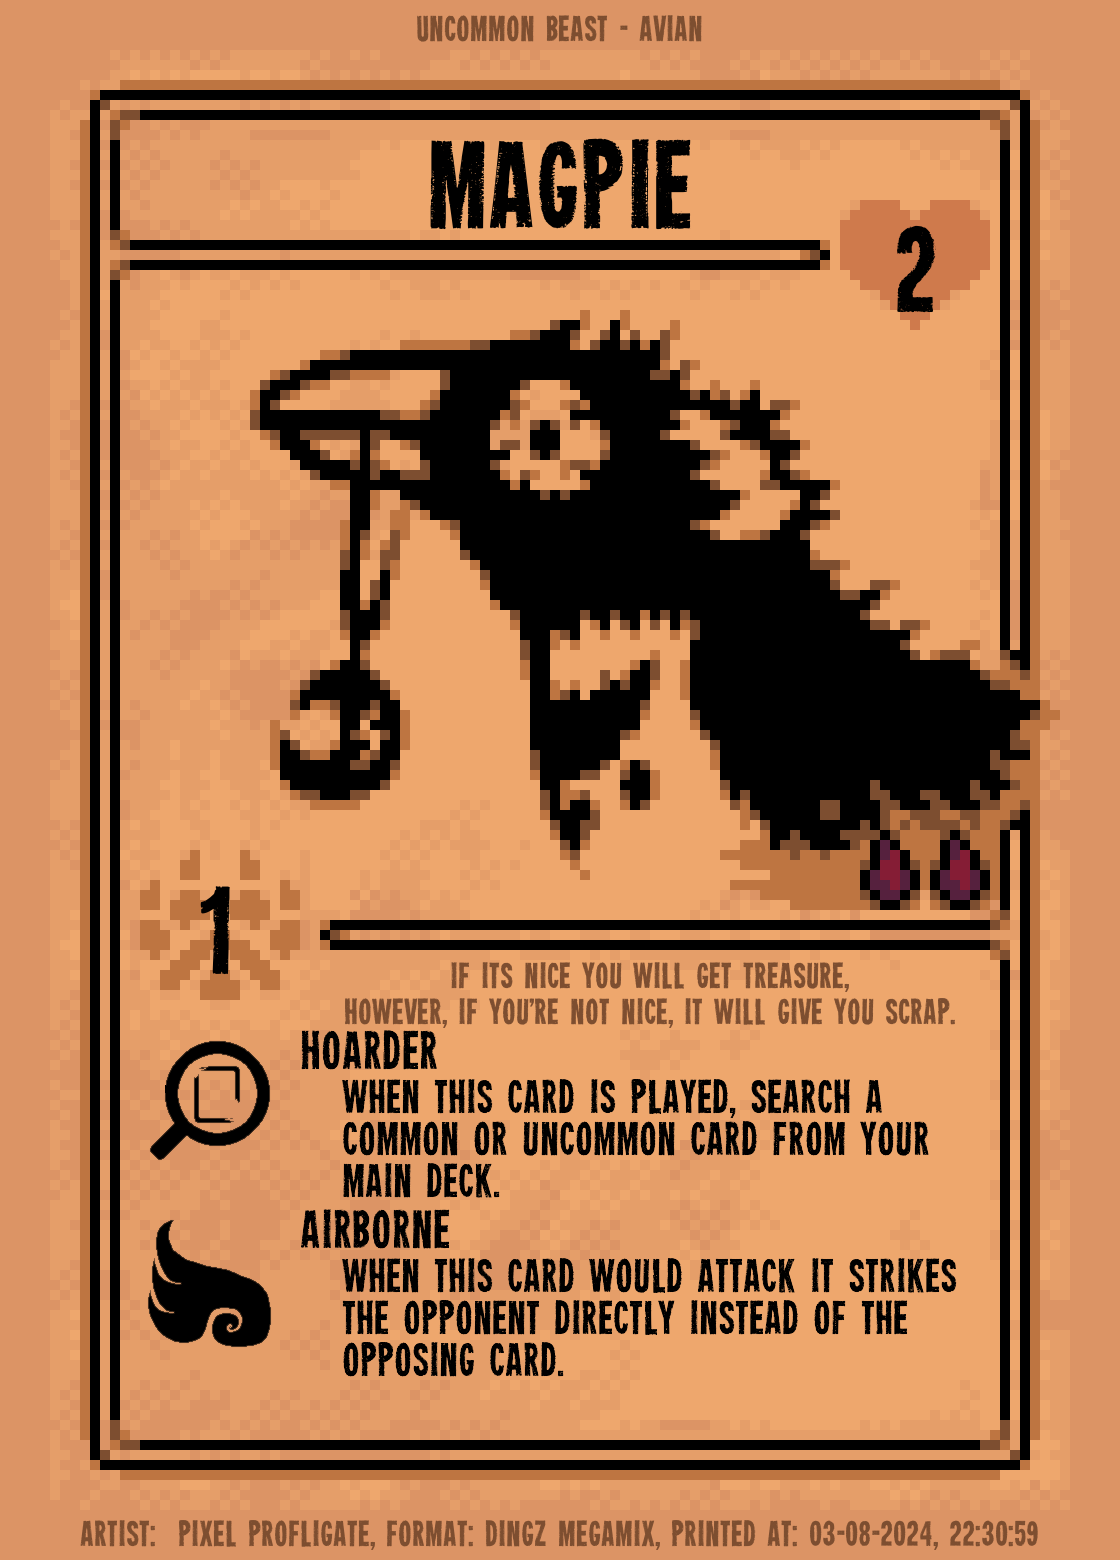 UNCOMMON BEAST - AVIAN
MAGPIE
2
1
IF ITS NICE YOU WILL GET TREASURE,
HOWEVER, IF YOU'RE NOT NICE, IT WILL GIVE YOU SCRAP.
HOARDER
WHEN THIS CARD IS PLAYED, SEARCH A
COMMON OR UNCOMMON CARD FROM YOUR
MAIN DECK.
AIRBORNE
WHEN THIS CARD WOULD ATTACK IT STRIKES
THE OPPONENT DIRECTLY INSTEAD OF THE
OPPOSING CARD.
ARTIST: PIXEL PROFLIGATE, FORMAT: DINGZ MEGAMIX, PRINTED AT: 03-08-2024, 22:30:59